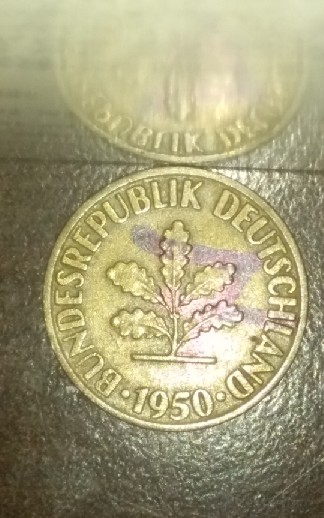 BUNDESREPUBLIK DEUTSCHLAND
· 1950 ·